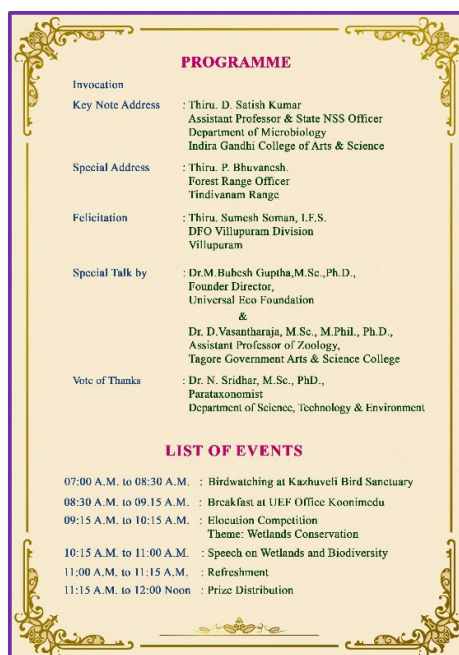 PROGRAMME
Invocation
Key Note Address : Thiru. D. Satish Kumar
Assistant Professor & State NSS Officer
Department of Microbiology
Indira Gandhi College of Arts & Science
Special Address : Thiru. P. Bhuvanesh.
Forest Range Officer
Tindivanam Range
Felicitation : Thiru. Sumesh Soman, I.F.S.
DFO Villupuram Division
Villupuram
Special Talk by : Dr.M.Bubesh Guptha,M.Sc.,Ph.D.,
Founder Director,
Universal Eco Foundation
&
Dr. D.Vasantharaja, M.Sc., M.Phil., Ph.D.,
Assistant Professor of Zoology,
Tagore Government Arts & Science College
Vote of Thanks : Dr. N. Sridhar, M.Sc., PhD.,
Parataxonomist
Department of Science, Technology & Environment
LIST OF EVENTS
07:00 A.M. to 08:30 A.M. : Birdwatching at Kazhuveli Bird Sanctuary
08:30 A.M. to 09.15 A.M. : Breakfast at UEF Office Koonimedu
09:15 A.M. to 10:15 A.M. : Elocution Competition
Theme: Wetlands Conservation
10:15 A.M. to 11:00 A.M. : Speech on Wetlands and Biodiversity
11:00 A.M. to 11:15 A.M. : Refreshment
11:15 A.M. to 12:00 Noon : Prize Distribution